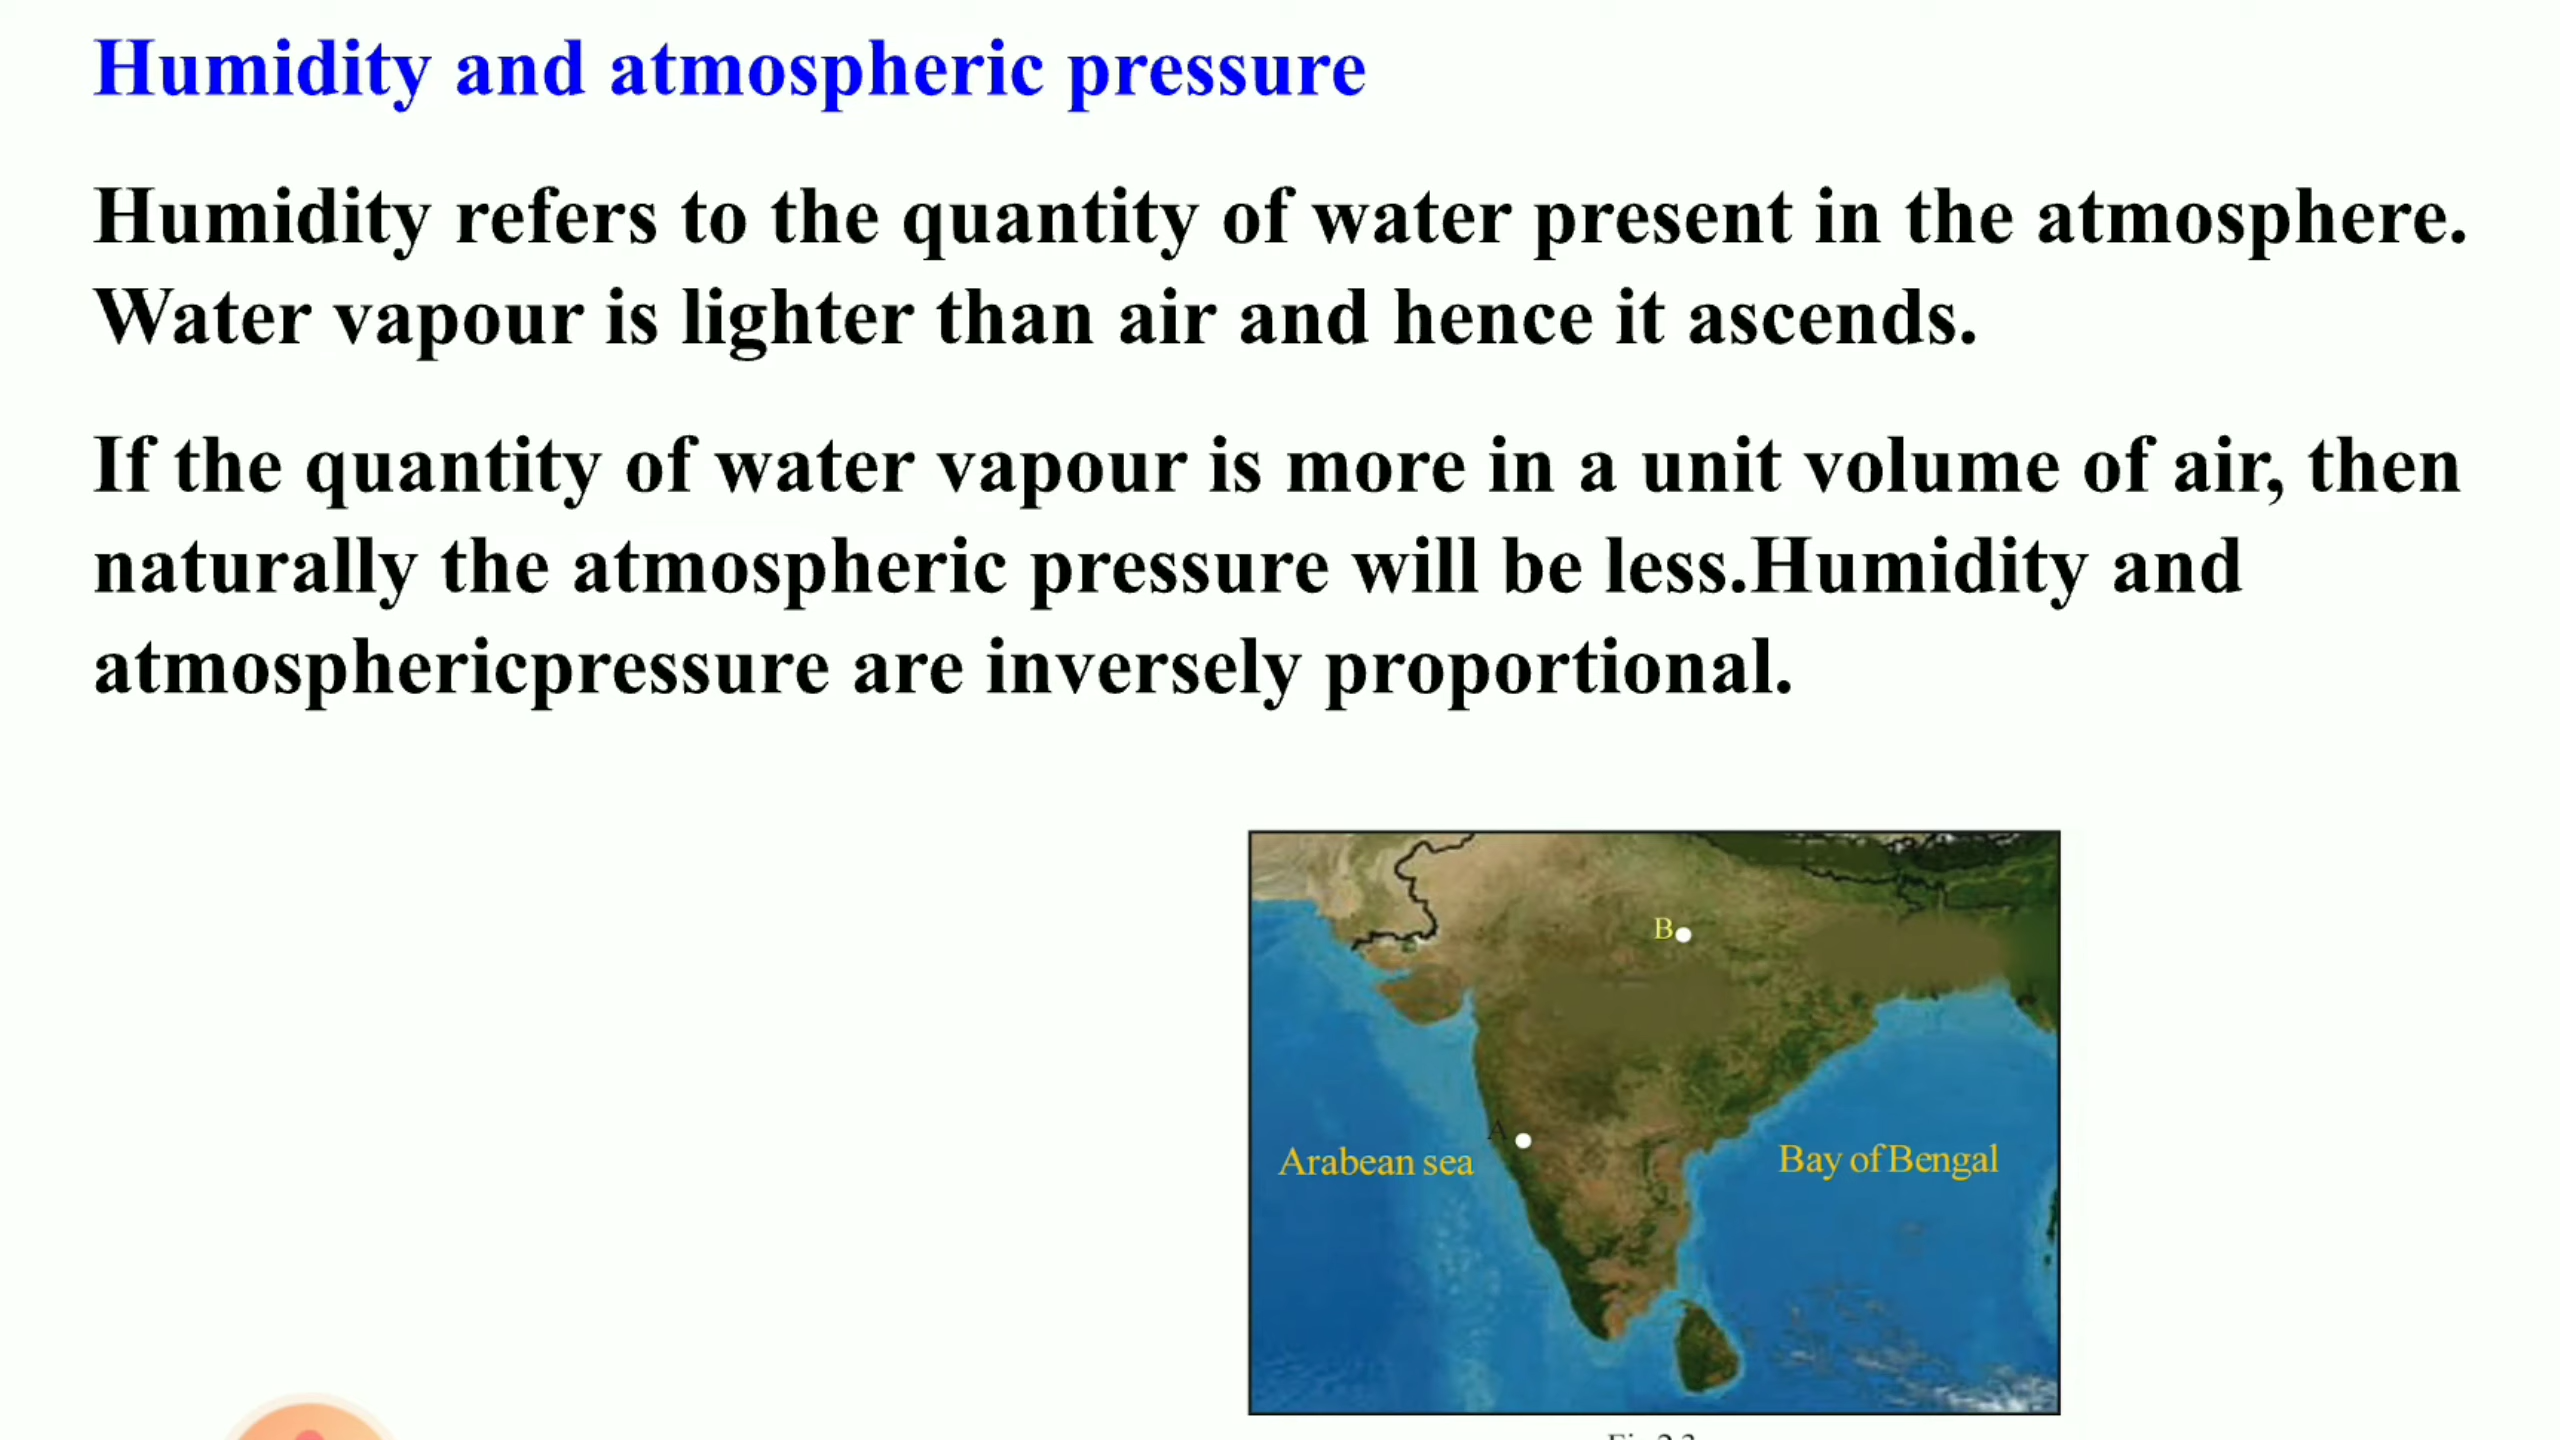 Humidity and atmospheric pressure
Humidity refers to the quantity of water present in the atmosphere.
Water vapour is lighter than air and hence it ascends.
If the quantity of water vapour is more in a unit volume of air, then
naturally the atmospheric pressure will be less.Humidity and
atmosphericpressure are inversely proportional.
B
A
Arabean sea
Bay of Bengal